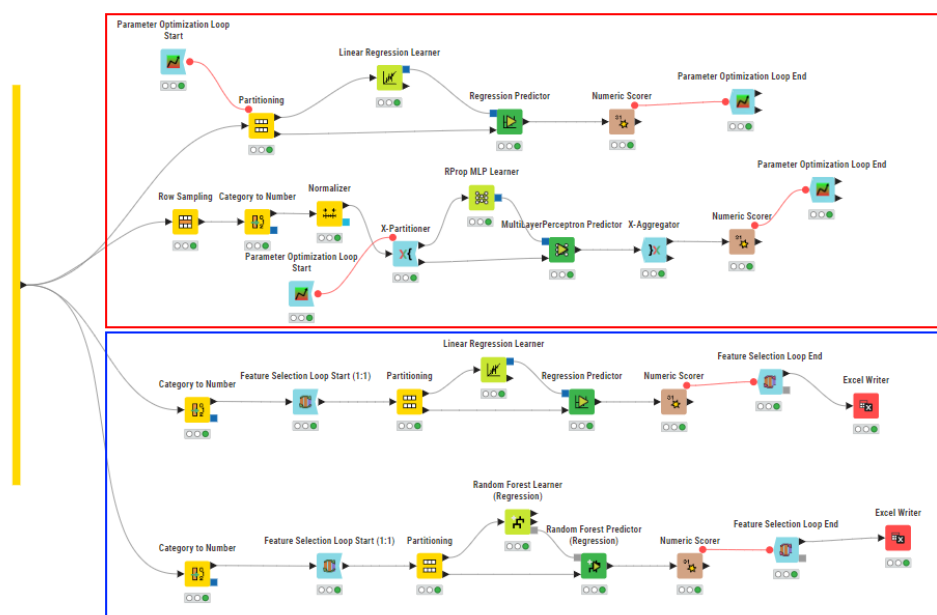 Parameter Optimization Loop
Start
Linear Regression Learner
Partitioning
Regression Predictor
Numeric Scorer
Parameter Optimization Loop End
Row Sampling
Category to Number
Normalizer
X-Partitioner
Parameter Optimization Loop
Start
RProp MLP Learner
MultiLayerPerceptron Predictor
X-Aggregator
Numeric Scorer
Parameter Optimization Loop End
Category to Number
Feature Selection Loop Start (1:1)
Partitioning
Linear Regression Learner
Regression Predictor
Numeric Scorer
Feature Selection Loop End
Excel Writer
Category to Number
Feature Selection Loop Start (1:1)
Partitioning
Random Forest Learner
(Regression)
Random Forest Predictor
(Regression)
Numeric Scorer
Feature Selection Loop End
Excel Writer